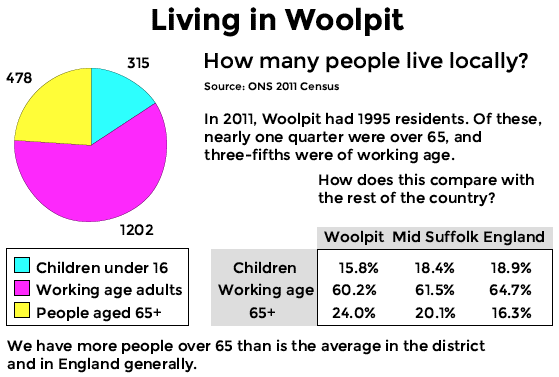 Living in Woolpit
How many people live locally?
Source: ONS 2011 Census
315
478
1202
In 2011, Woolpit had 1995 residents. Of these,
nearly one quarter were over 65, and
three-fifths were of working age.
How does this compare with
the rest of the country?
Children under 16
Working age adults
People aged 65+
Woolpit Mid Suffolk England
Children 15.8% 18.4% 18.9%
Working age 60.2% 61.5% 64.7%
65+ 24.0% 20.1% 16.3%
We have more people over 65 than is the average in the district
and in England generally.